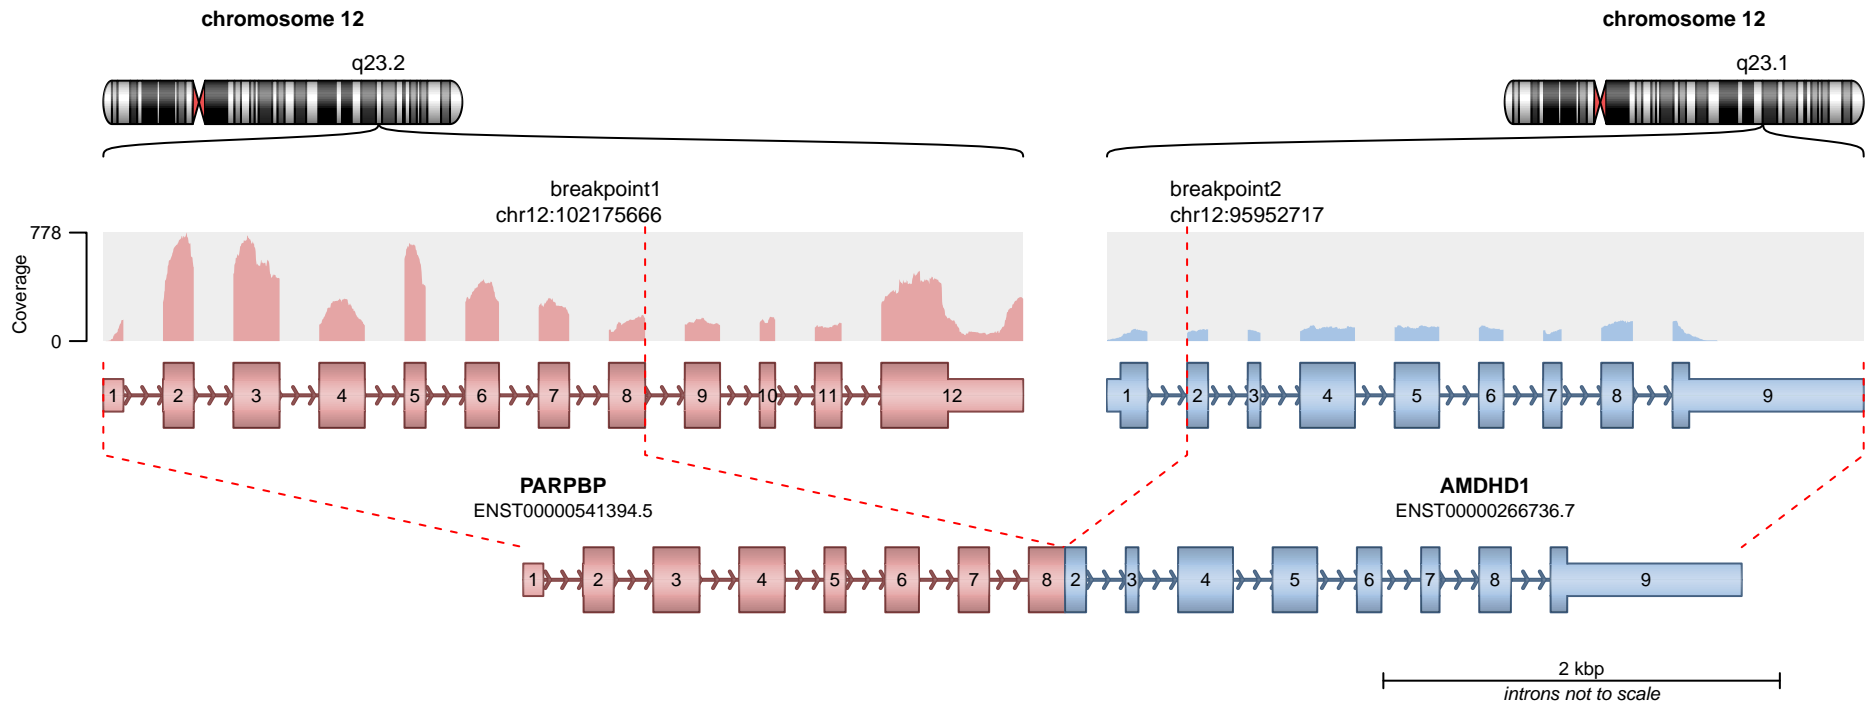 chromosome 12
chromosome 12
q23.2
q23.1
breakpoint1
chr12:102175666
breakpoint2
chr12:95952717
778
0
Coverage
1 2 3 4 5 6 7 8 9 10 11 12
1 2 3 4 5 6 7 8 9
PARPBP
ENST00000541394.5
AMDHD1
ENST00000266736.7
1 2 3 4 5 6 7 8 2 3 4 5 6 7 8 9
2 kbp
introns not to scale